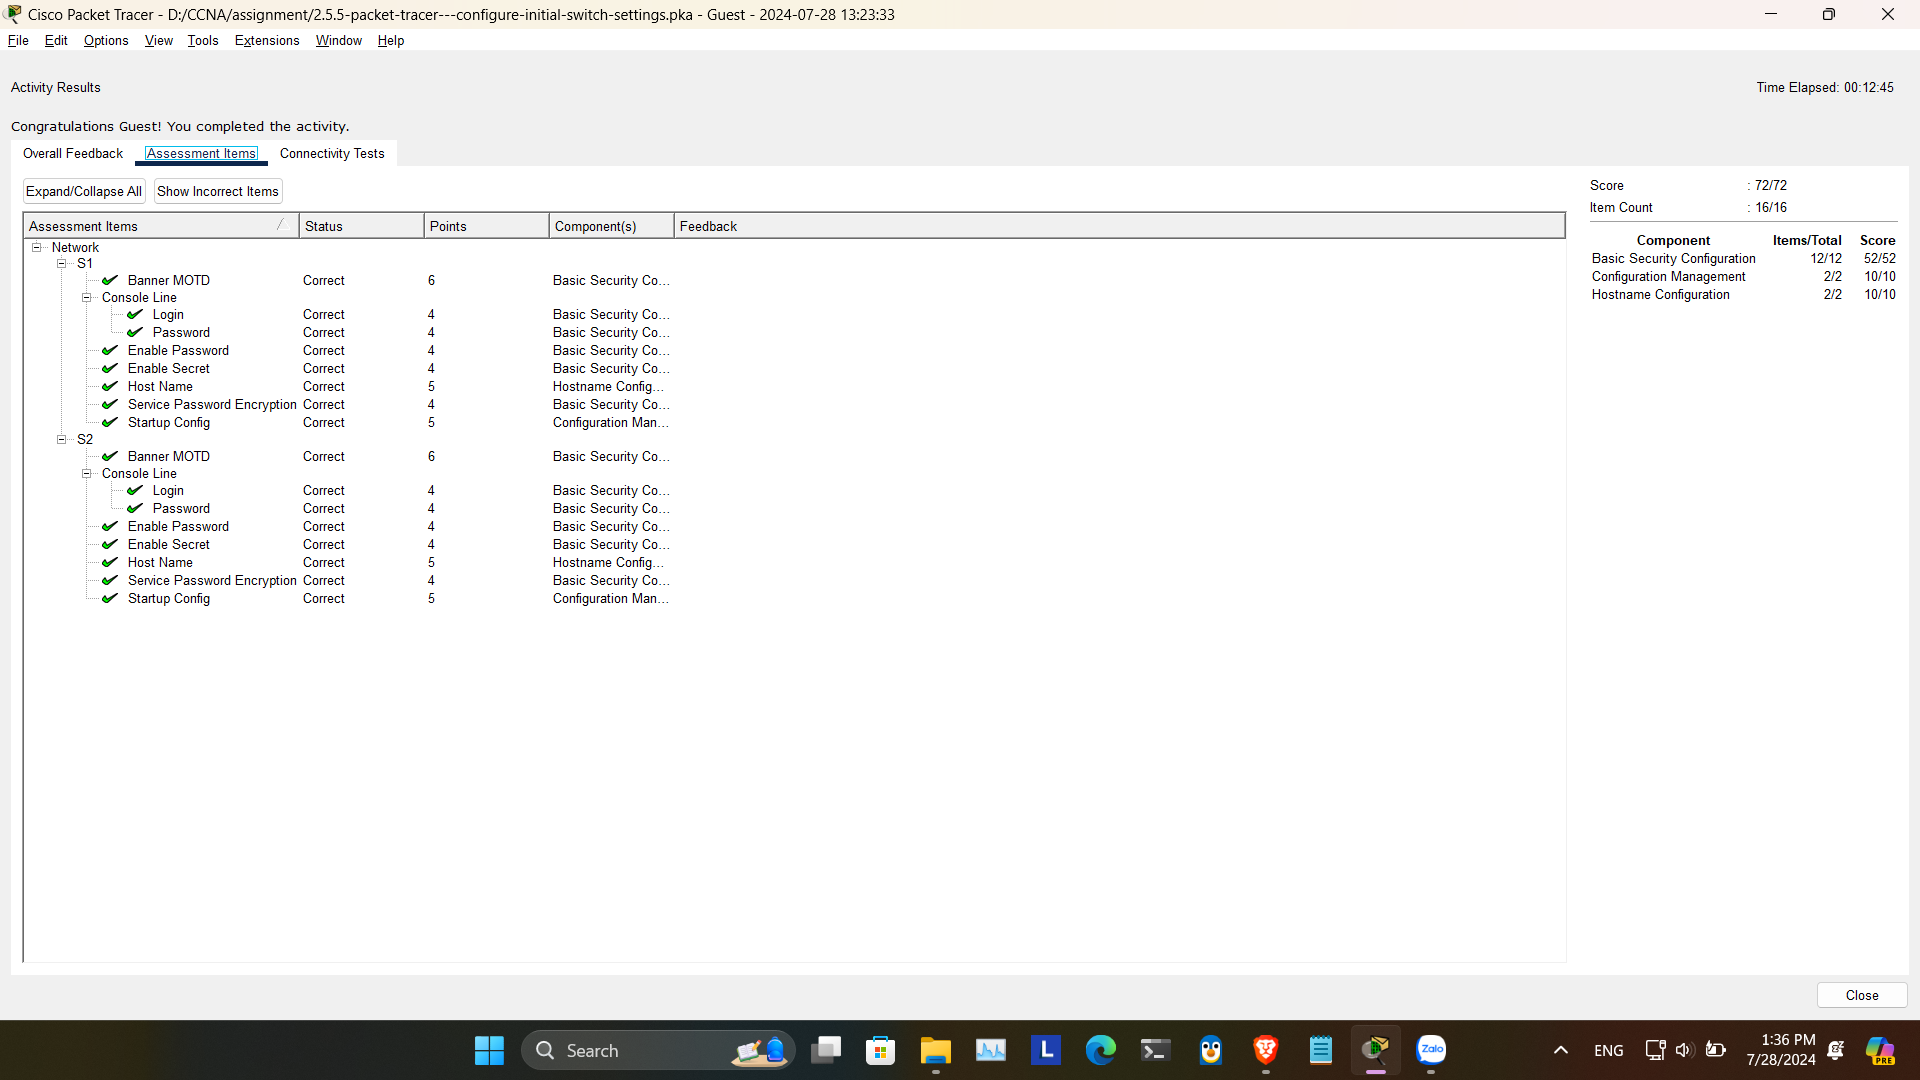 Cisco Packet Tracer - D:/CCNA/assignment/2.5.5-packet-tracer---configure-initial-switch-settings.pka - Guest - 2024-07-28 13:23:33
File Edit Options View Tools Extensions Window Help
Activity Results
Time Elapsed: 00:12:45
Congratulations Guest! You completed the activity.
Overall Feedback Assessment Items Connectivity Tests
Expand/Collapse All Show Incorrect Items
Assessment Items Status Points Component(s) Feedback
Network
S1
Banner MOTD Correct 6 Basic Security Co...
Console Line
Login Correct 4 Basic Security Co...
Password Correct 4 Basic Security Co...
Enable Password Correct 4 Basic Security Co...
Enable Secret Correct 4 Basic Security Co...
Host Name Correct 5 Hostname Config...
Service Password Encryption Correct 4 Basic Security Co...
Startup Config Correct 5 Configuration Man...
S2
Banner MOTD Correct 6 Basic Security Co...
Console Line
Login Correct 4 Basic Security Co...
Password Correct 4 Basic Security Co...
Enable Password Correct 4 Basic Security Co...
Enable Secret Correct 4 Basic Security Co...
Host Name Correct 5 Hostname Config...
Service Password Encryption Correct 4 Basic Security Co...
Startup Config Correct 5 Configuration Man...
Score : 72/72
Item Count : 16/16
Component Items/Total Score
Basic Security Configuration 12/12 52/52
Configuration Management 2/2 10/10
Hostname Configuration 2/2 10/10
Close
Search
L
Zalo
ENG
1:36 PM
7/28/2024
PRE